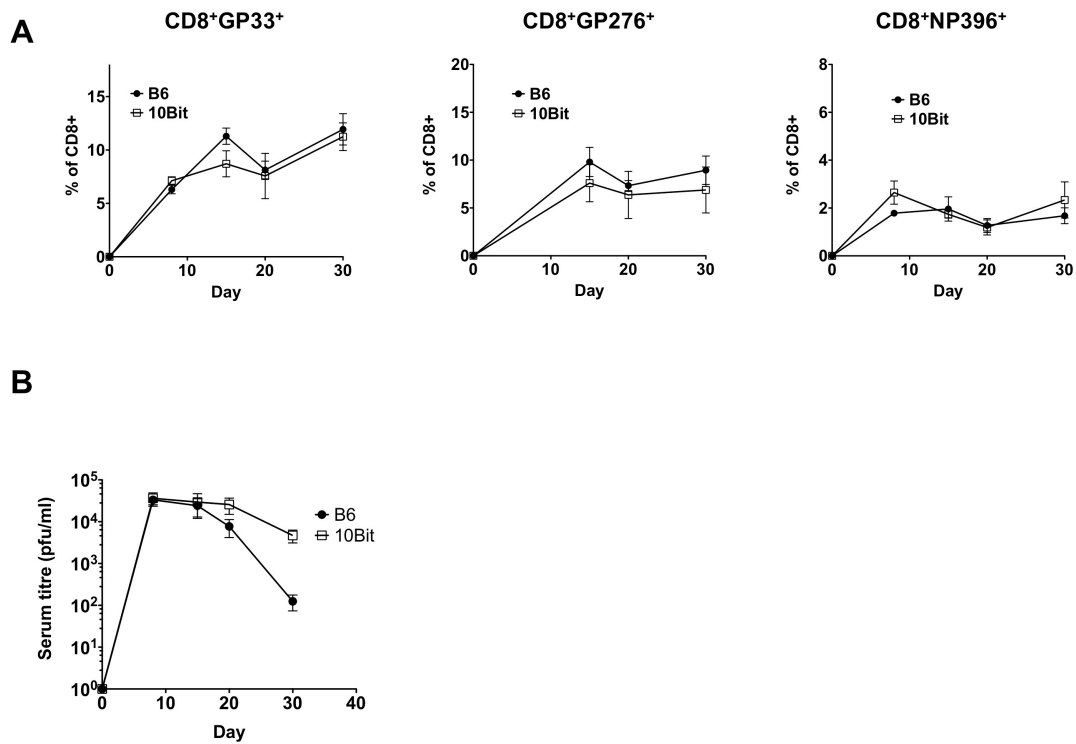 A
CD8⁺GP33⁺
CD8⁺GP276⁺
CD8⁺NP396⁺
% of CD8+
15
10
5
0
B6
10Bit
0 10 20 30
Day
% of CD8+
20
15
10
5
0
B6
10Bit
0 10 20 30
Day
% of CD8+
8
6
4
2
0
B6
10Bit
0 10 20 30
Day
B
Serum titre (pfu/ml)
10⁵
10⁴
10³
10²
10¹
10⁰
B6
10Bit
0 10 20 30 40
Day